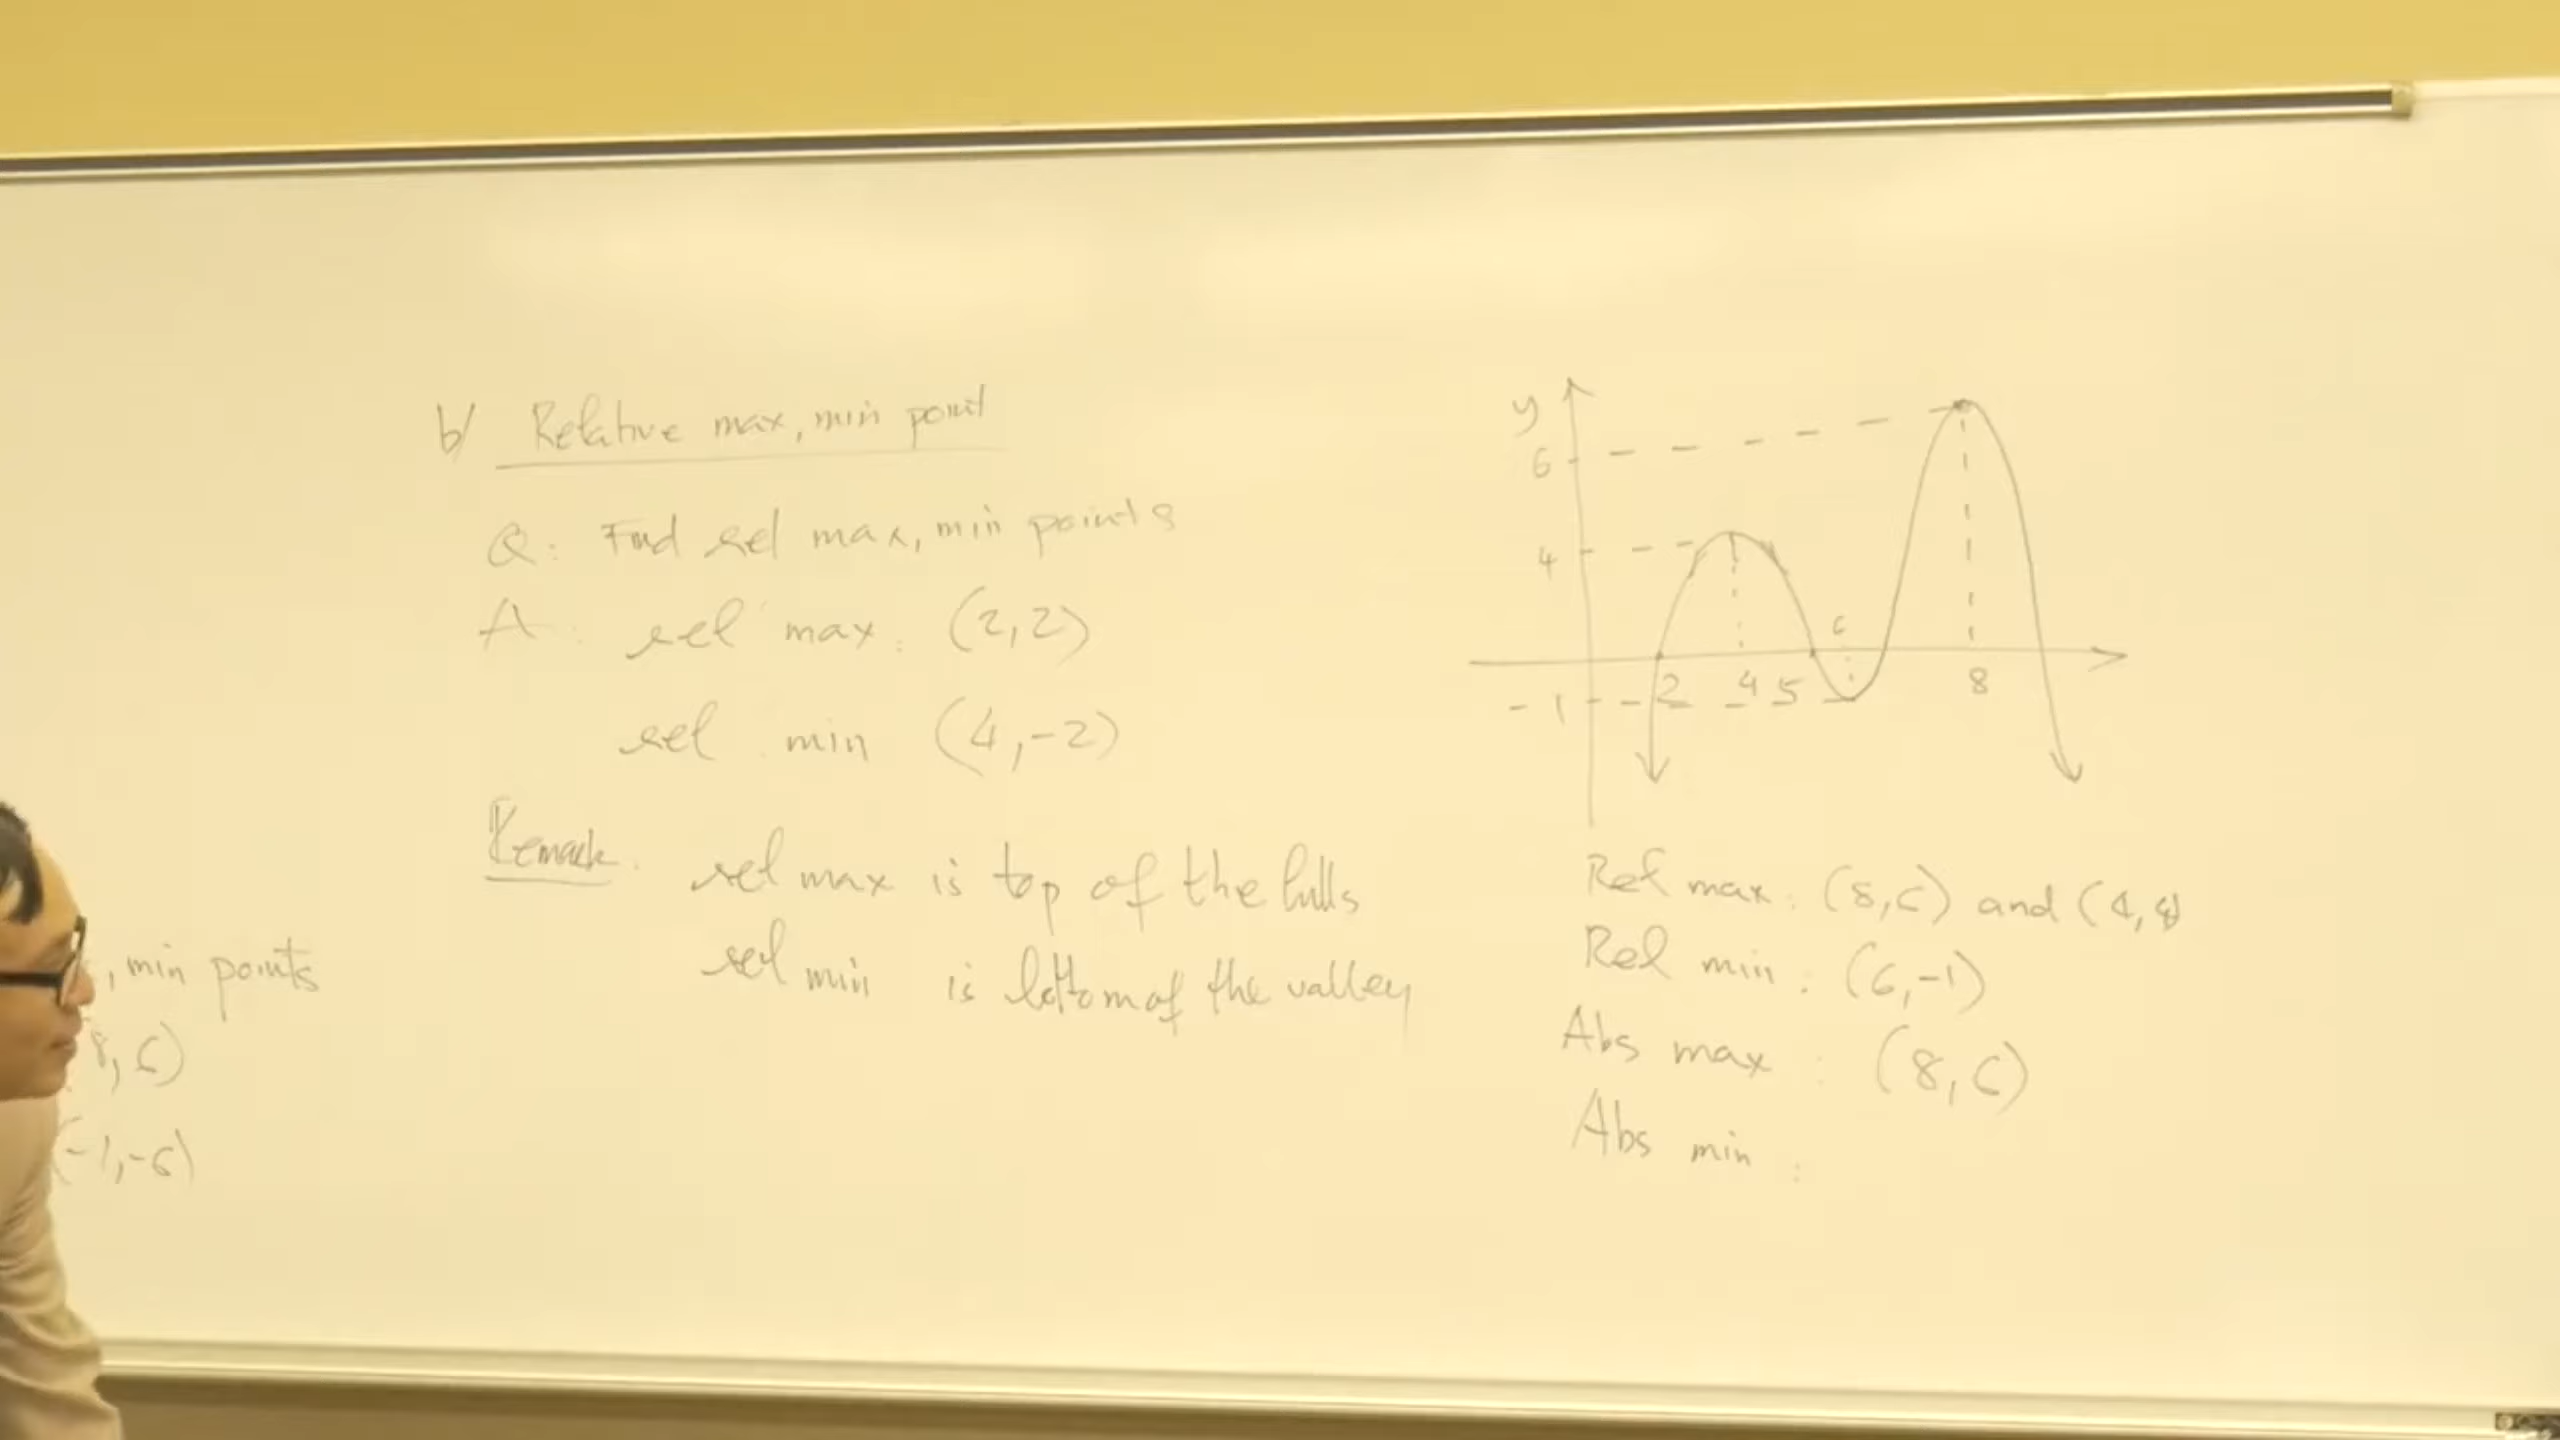 b/ Relative max, min point
Q: Find rel max, min points
A: rel max: (2,2)
rel min (4,-2)
Remark: rel max is top of the hills
rel min is bottom of the valley
, min points
8, 6)
(-1,-6)
y
6
4
6
-1
2 4 5 8
Rel max: (8,6) and (4,4)
Rel min: (6,-1)
Abs max: (8,6)
Abs min: